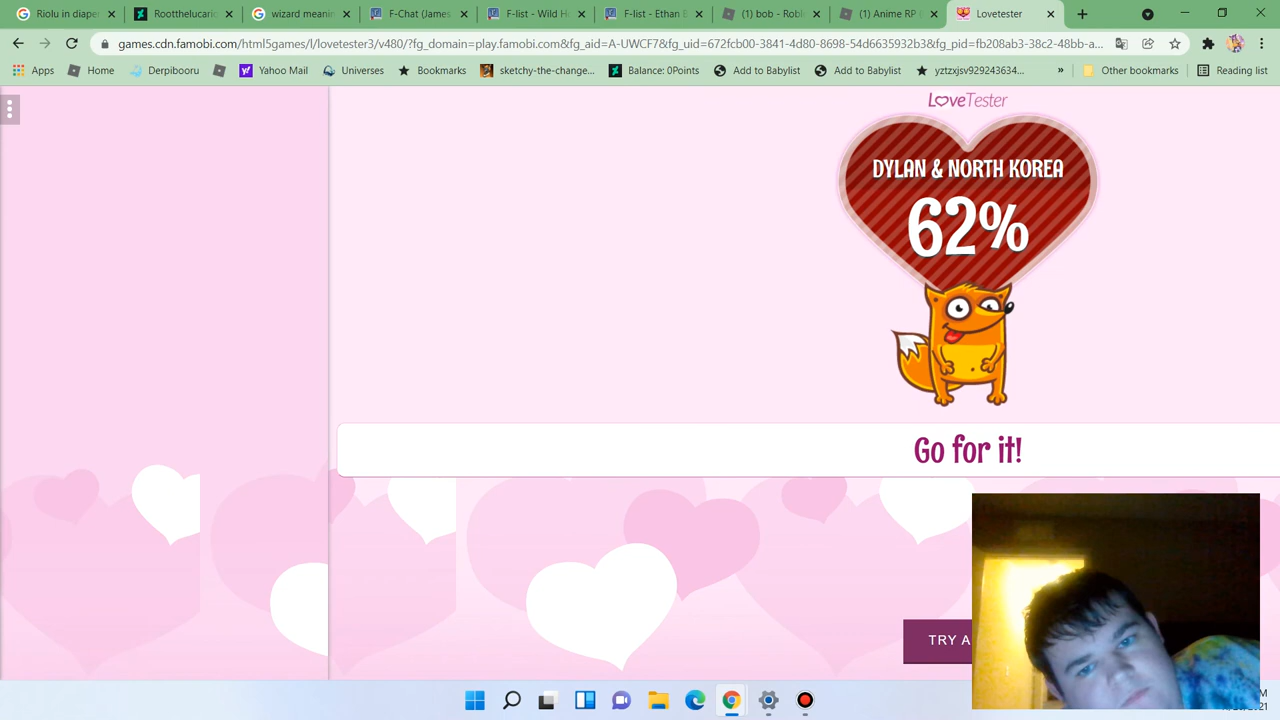 Riolu in diaper
Rootthelucaric
wizard meanin
F-Chat (James
F-list - Wild H
F-list - Ethan
(1) bob - Robl
(1) Anime RP
Lovetester
games.cdn.famobi.com/html5games/l/lovetester3/v480/?fg_domain=play.famobi.com&fg_aid=A-UWCF7&fg_uid=672fcb00-3841-4d80-8698-54d6635932b3&fg_pid=fb208ab3-38c2-48bb-a...
Apps
Home
Derpibooru
Yahoo Mail
Universer
Bookmarks
sketchy-the-change...
Balance: 0Points
Add to Babylist
Add to Babylist
yztzxjsv929243634...
»
Other bookmarks
Reading list
LoveTester
DYLAN & NORTH KOREA
62%
Go for it!
TRY A